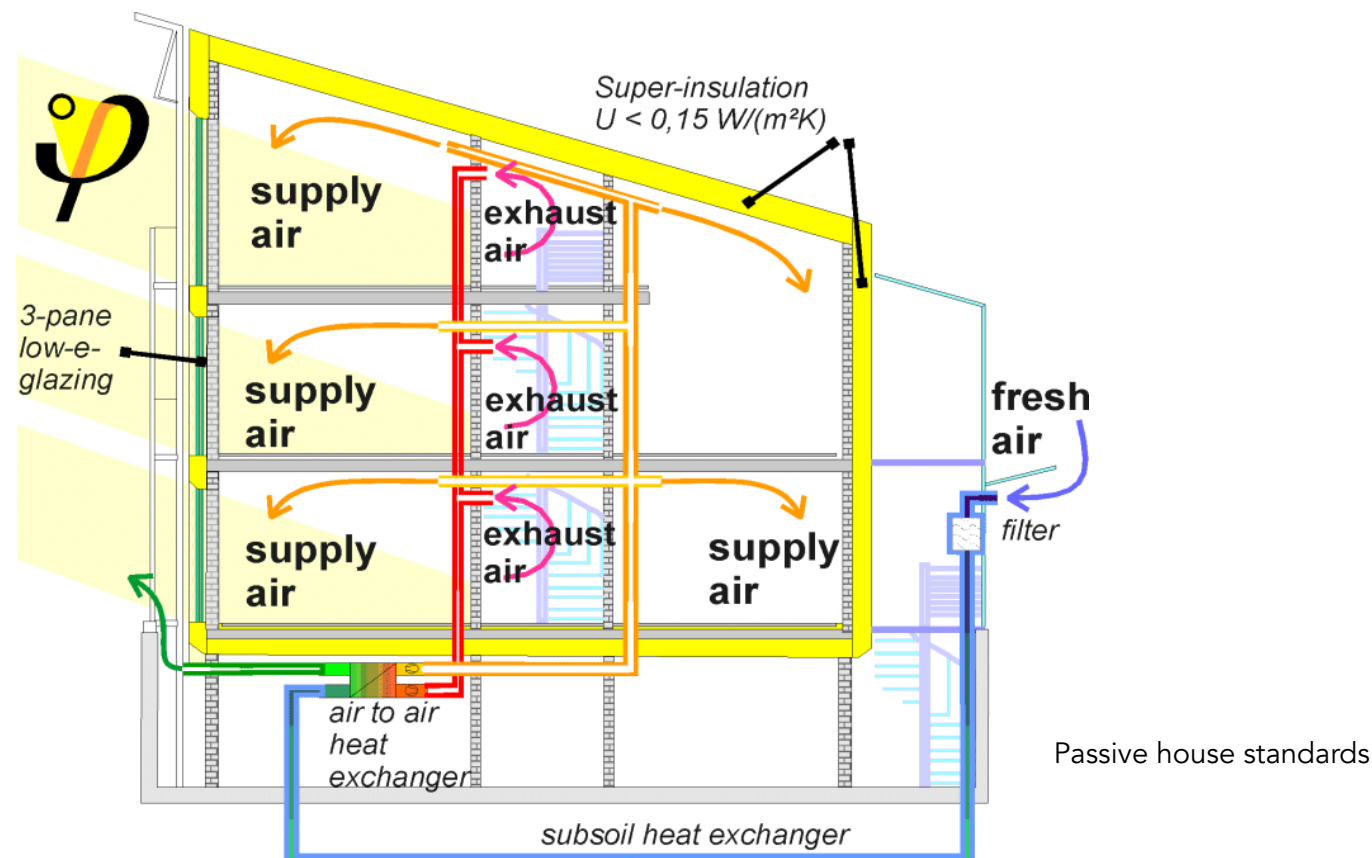 Super-insulation
U < 0,15 W/(m²K)
supply
air
exhaust
air
3-pane
low-e-
glazing
supply
air
exhaust
air
fresh
air
filter
supply
air
exhaust
air
supply
air
air to air
heat
exchanger
Passive house standards
subsoil heat exchanger